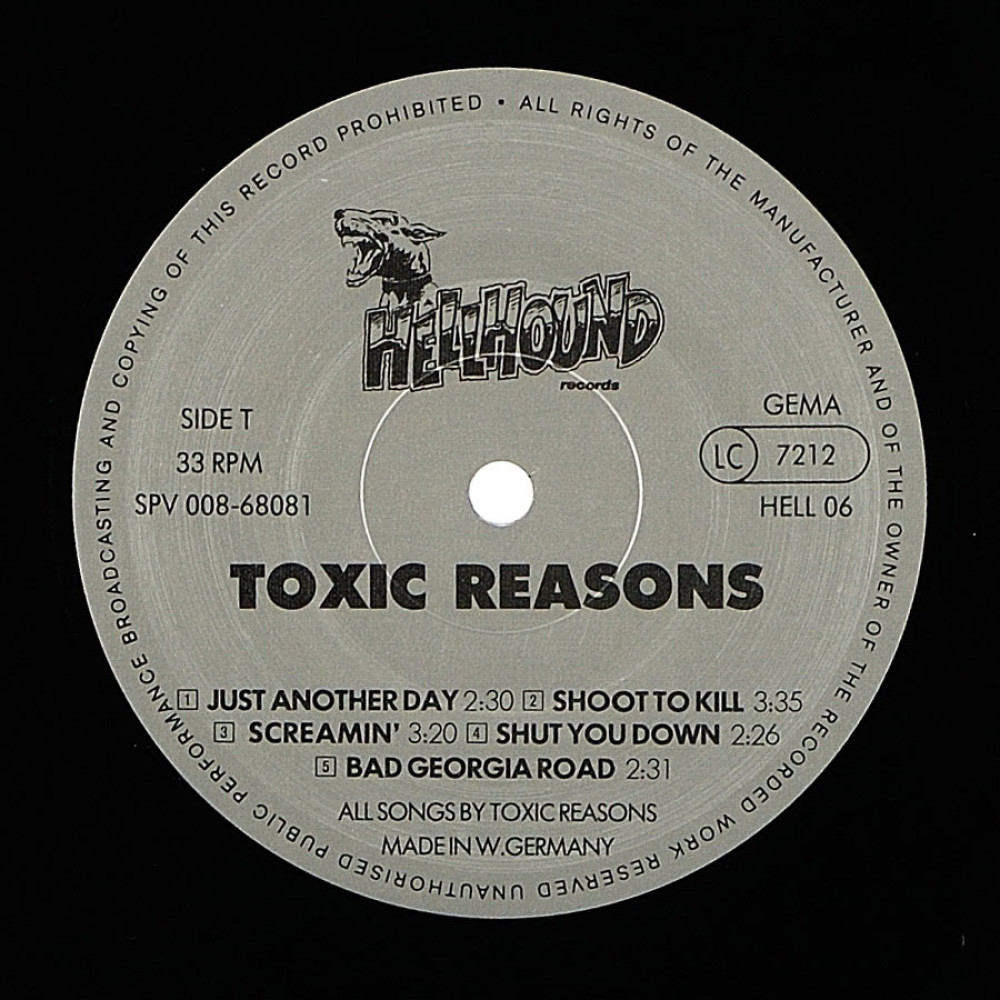 ALL RIGHTS OF THE MANUFACTURER AND OF THE OWNER OF THE RECORDED WORK RESERVED UNAUTHORISED PUBLIC PERFORMANCE BROADCASTING AND COPYING OF THIS RECORD PROHIBITED •
HELLHOUND
records
SIDE T
33 RPM
SPV 008-68081
GEMA
LC 7212
HELL 06
TOXIC REASONS
1 JUST ANOTHER DAY 2:30 2 SHOOT TO KILL 3:35
3 SCREAMIN' 3:20 4 SHUT YOU DOWN 2:26
5 BAD GEORGIA ROAD 2:31
ALL SONGS BY TOXIC REASONS
MADE IN W.GERMANY